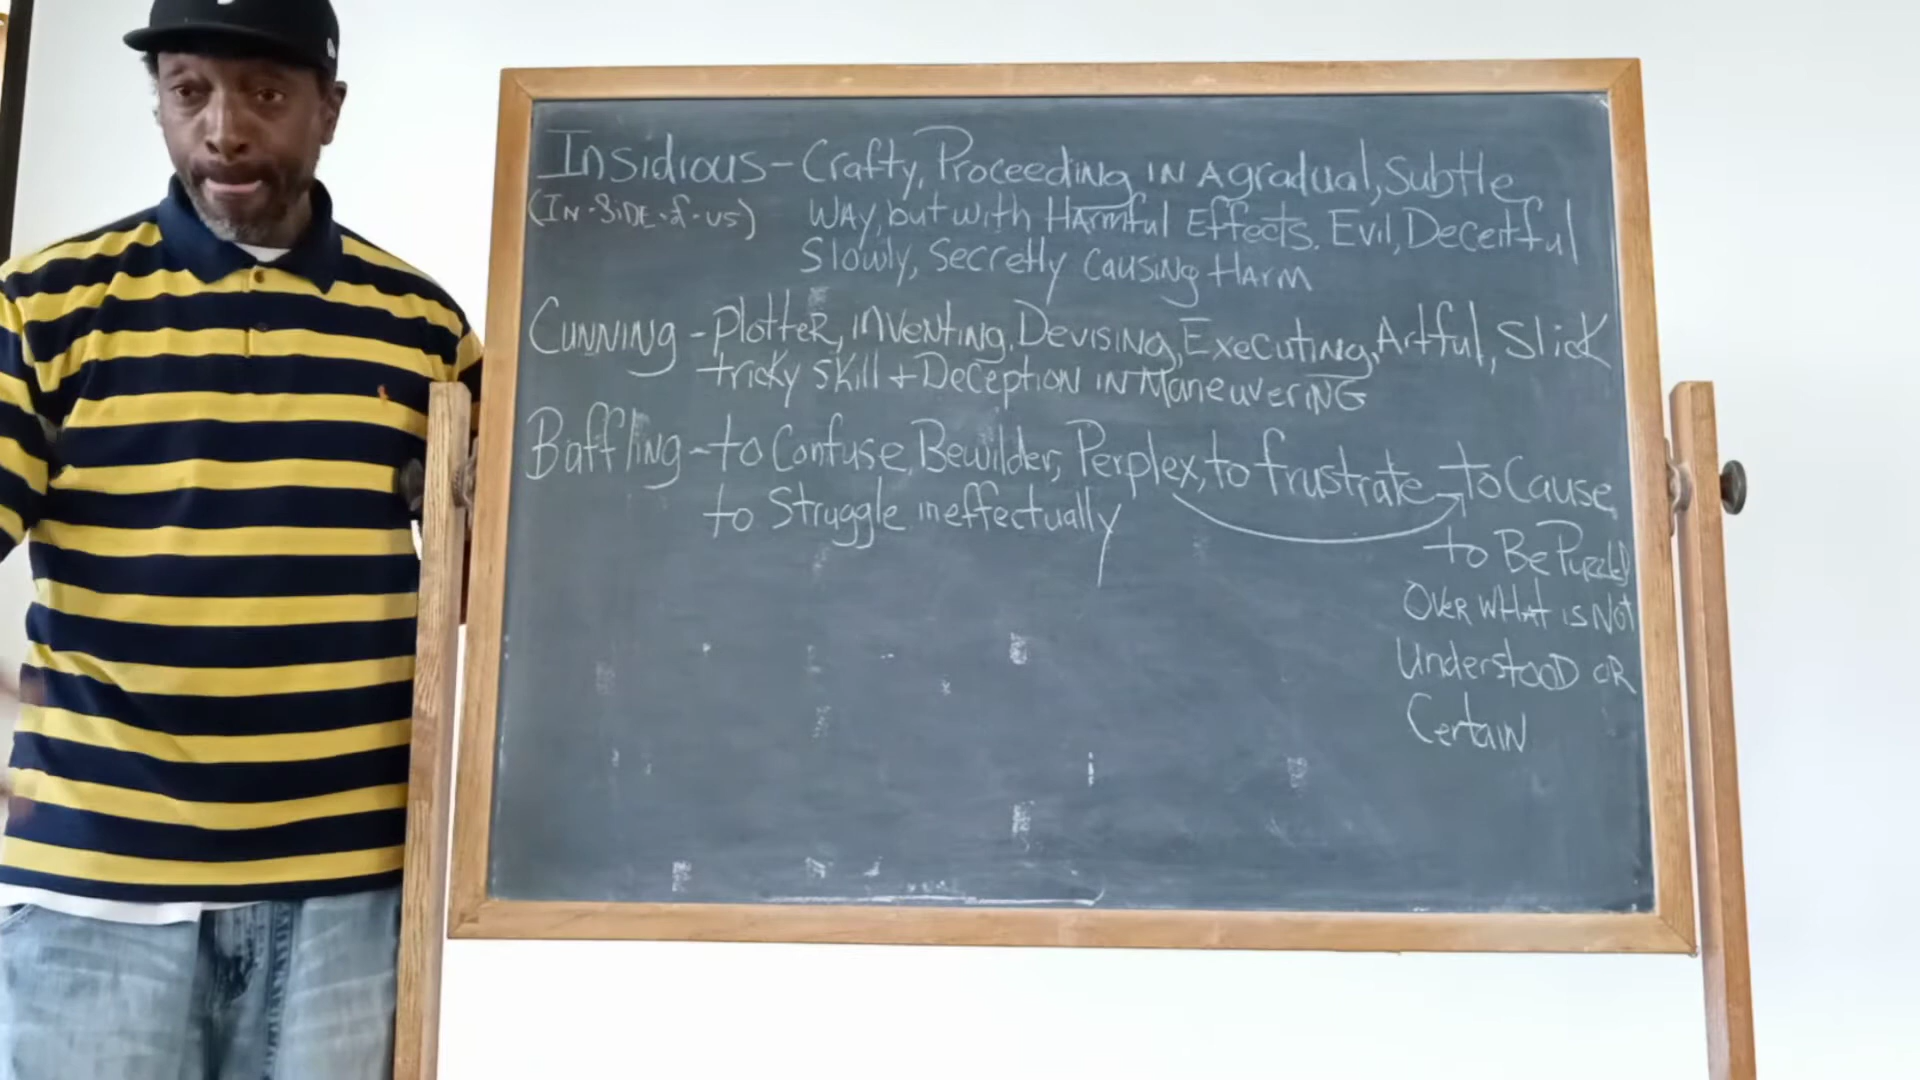 Insidious - Crafty, Proceeding IN A gradual, Subtle
(IN-SiDE-of-us) WAY, but with HArmful Effects. Evil, Deceitful
Slowly, Secretly Causing HArm
Cunning - Plotter, inventing, Devising, Executing, Artful, Slick
tricky skill + Deception in Maneuvering
Baffling - to Confuse, Bewilder, Perplex, to frustrate to Cause
to Struggle ineffectually
to Be Puzzled
Over WHAt is Not
Understood or
Certain